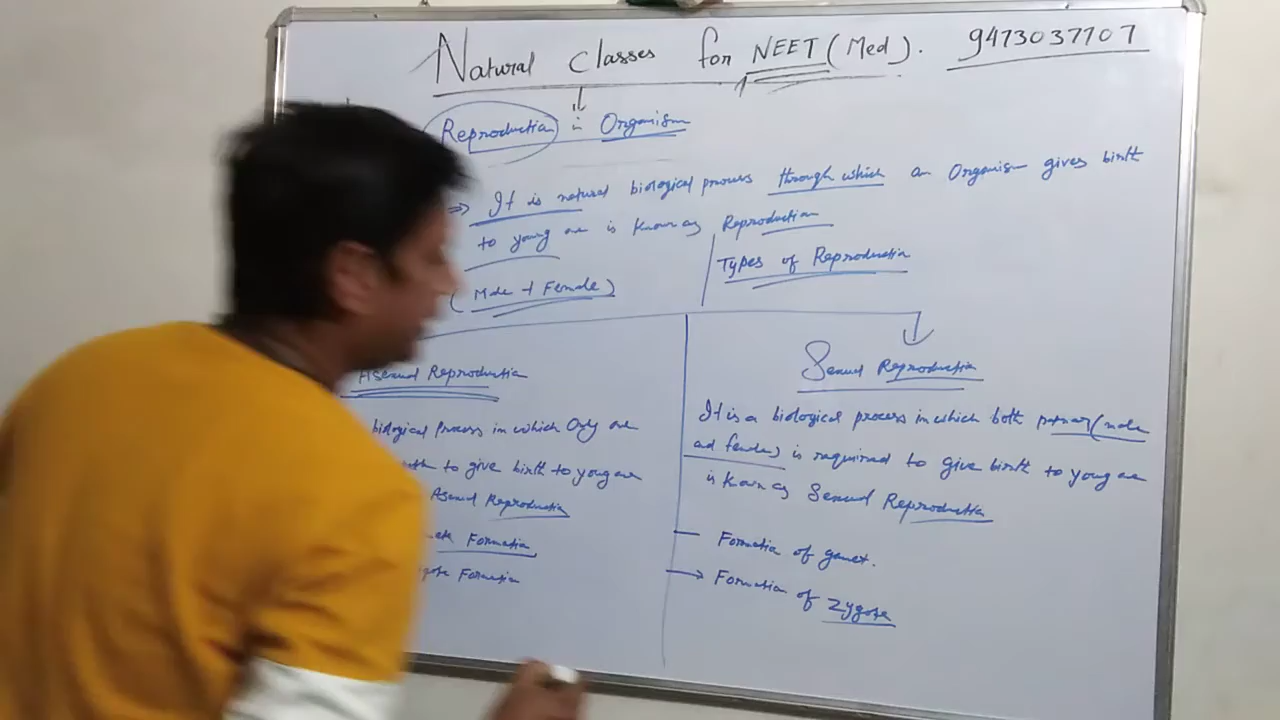 Natural Classes for NEET (Med). 9473037707
Reproduction in Organism
⇒ It is natural biological process through which an Organism gives birth
to young one is known as Reproduction
(Male + Female)
Types of Reproduction
Asexual Reproduction
biological Process in which Only one
to give birth to young one
Asexual Reproduction
Formation
Formation
Sexual Reproduction
It is a biological process in which both (male
and female) is required to give birth to young one
is known as Sexual Reproduction
— Formation of gamet.
→ Formation of Zygote